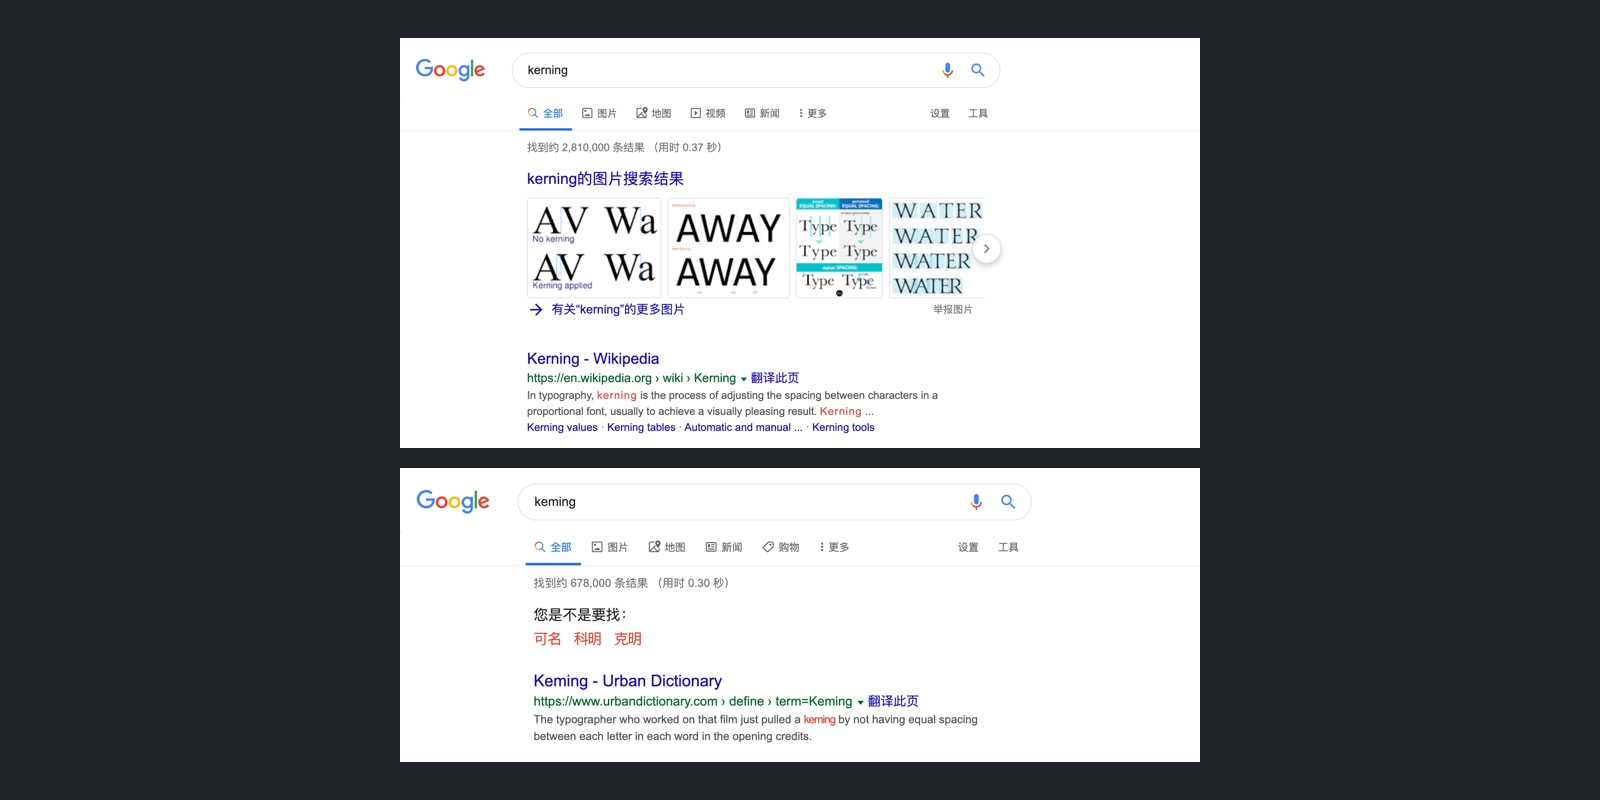 Google
kerning
全部 图片 地图 视频 新闻 更多 设置 工具
找到约 2,810,000 条结果 （用时 0.37 秒）
kerning的图片搜索结果
AV Wa
No kerning
AV Wa
Kerning applied
AWAY
AWAY
EQUAL SPACING: EQUAL SPACING:
Type Type
Type Type
SPACING:
Type Type
WATER
WATER
WATER
WATER
有关“kerning”的更多图片
举报图片
Kerning - Wikipedia
https://en.wikipedia.org › wiki › Kerning 翻译此页
In typography, kerning is the process of adjusting the spacing between characters in a
proportional font, usually to achieve a visually pleasing result. Kerning ...
Kerning values · Kerning tables · Automatic and manual ... · Kerning tools
Google
keming
全部 图片 地图 新闻 购物 更多 设置 工具
找到约 678,000 条结果 （用时 0.30 秒）
您是不是要找：
可名 科明 克明
Keming - Urban Dictionary
https://www.urbandictionary.com › define › term=Keming 翻译此页
The typographer who worked on that film just pulled a keming by not having equal spacing
between each letter in each word in the opening credits.